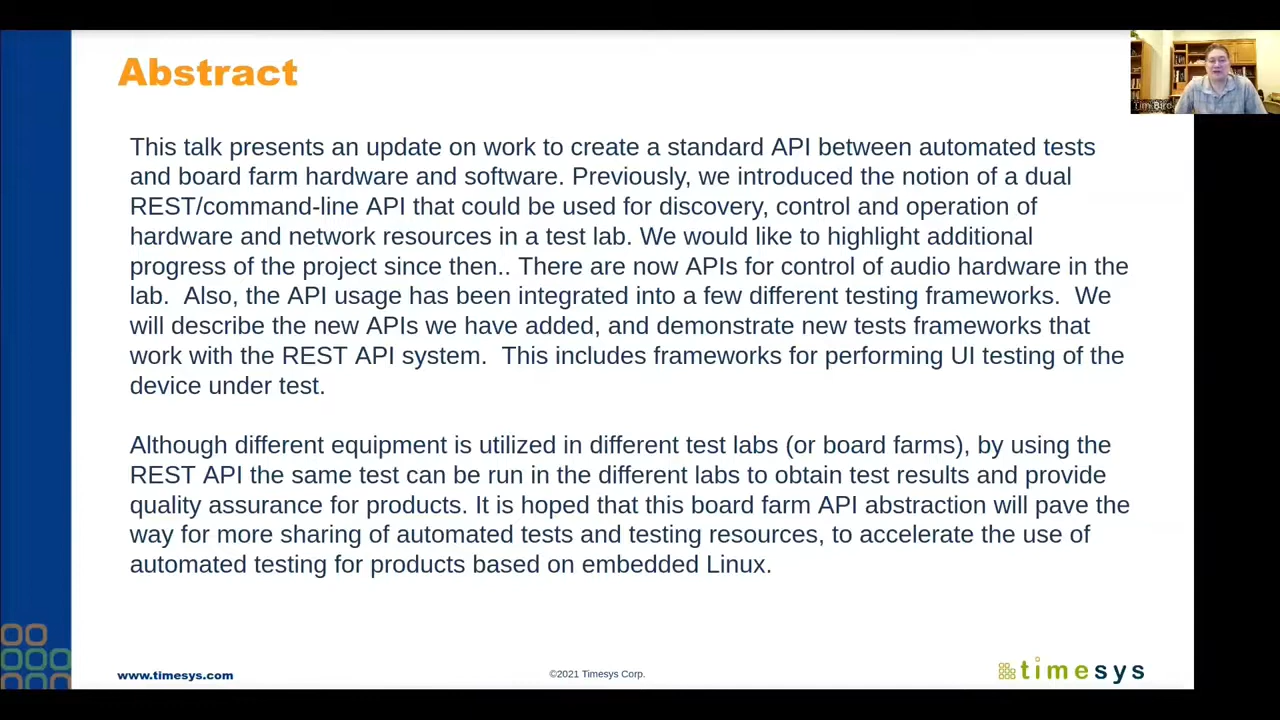 Abstract
Tim Bird
This talk presents an update on work to create a standard API between automated tests
and board farm hardware and software. Previously, we introduced the notion of a dual
REST/command-line API that could be used for discovery, control and operation of
hardware and network resources in a test lab. We would like to highlight additional
progress of the project since then.. There are now APIs for control of audio hardware in the
lab.  Also, the API usage has been integrated into a few different testing frameworks.  We
will describe the new APIs we have added, and demonstrate new tests frameworks that
work with the REST API system.  This includes frameworks for performing UI testing of the
device under test.
Although different equipment is utilized in different test labs (or board farms), by using the
REST API the same test can be run in the different labs to obtain test results and provide
quality assurance for products. It is hoped that this board farm API abstraction will pave the
way for more sharing of automated tests and testing resources, to accelerate the use of
automated testing for products based on embedded Linux.
www.timesys.com
©2021 Timesys Corp.
timesys